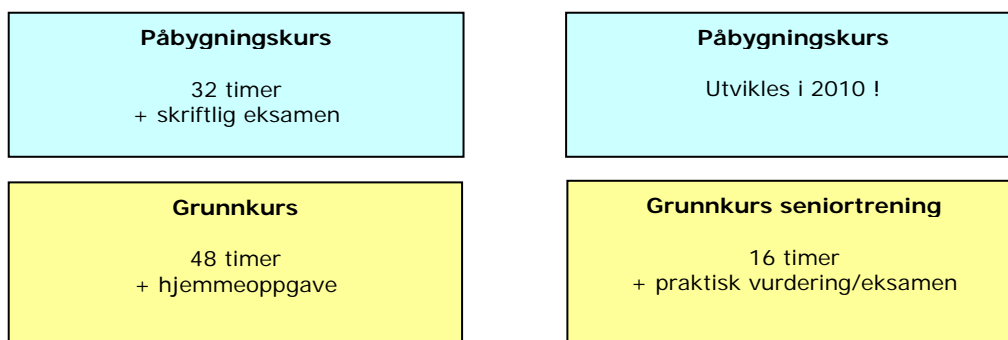 Påbygningskurs
32 timer
+ skriftlig eksamen
Påbygningskurs
Utvikles i 2010 !
Grunnkurs
48 timer
+ hjemmeoppgave
Grunnkurs seniortrening
16 timer
+ praktisk vurdering/eksamen